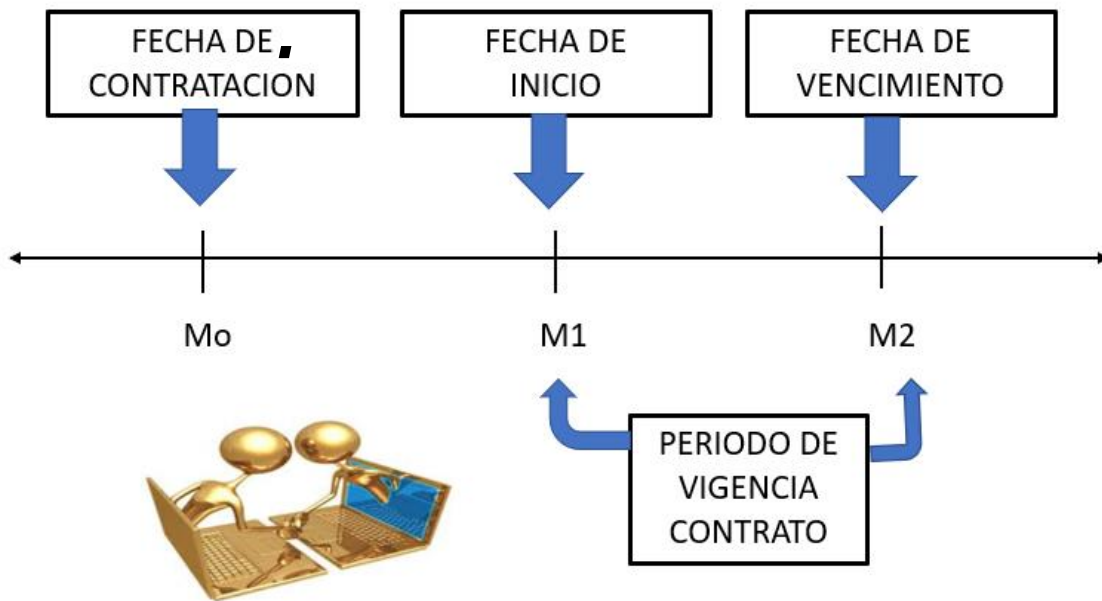 FECHA DE
CONTRATACION
FECHA DE
INICIO
FECHA DE
VENCIMIENTO
Mo
M1
M2
PERIODO DE
VIGENCIA
CONTRATO